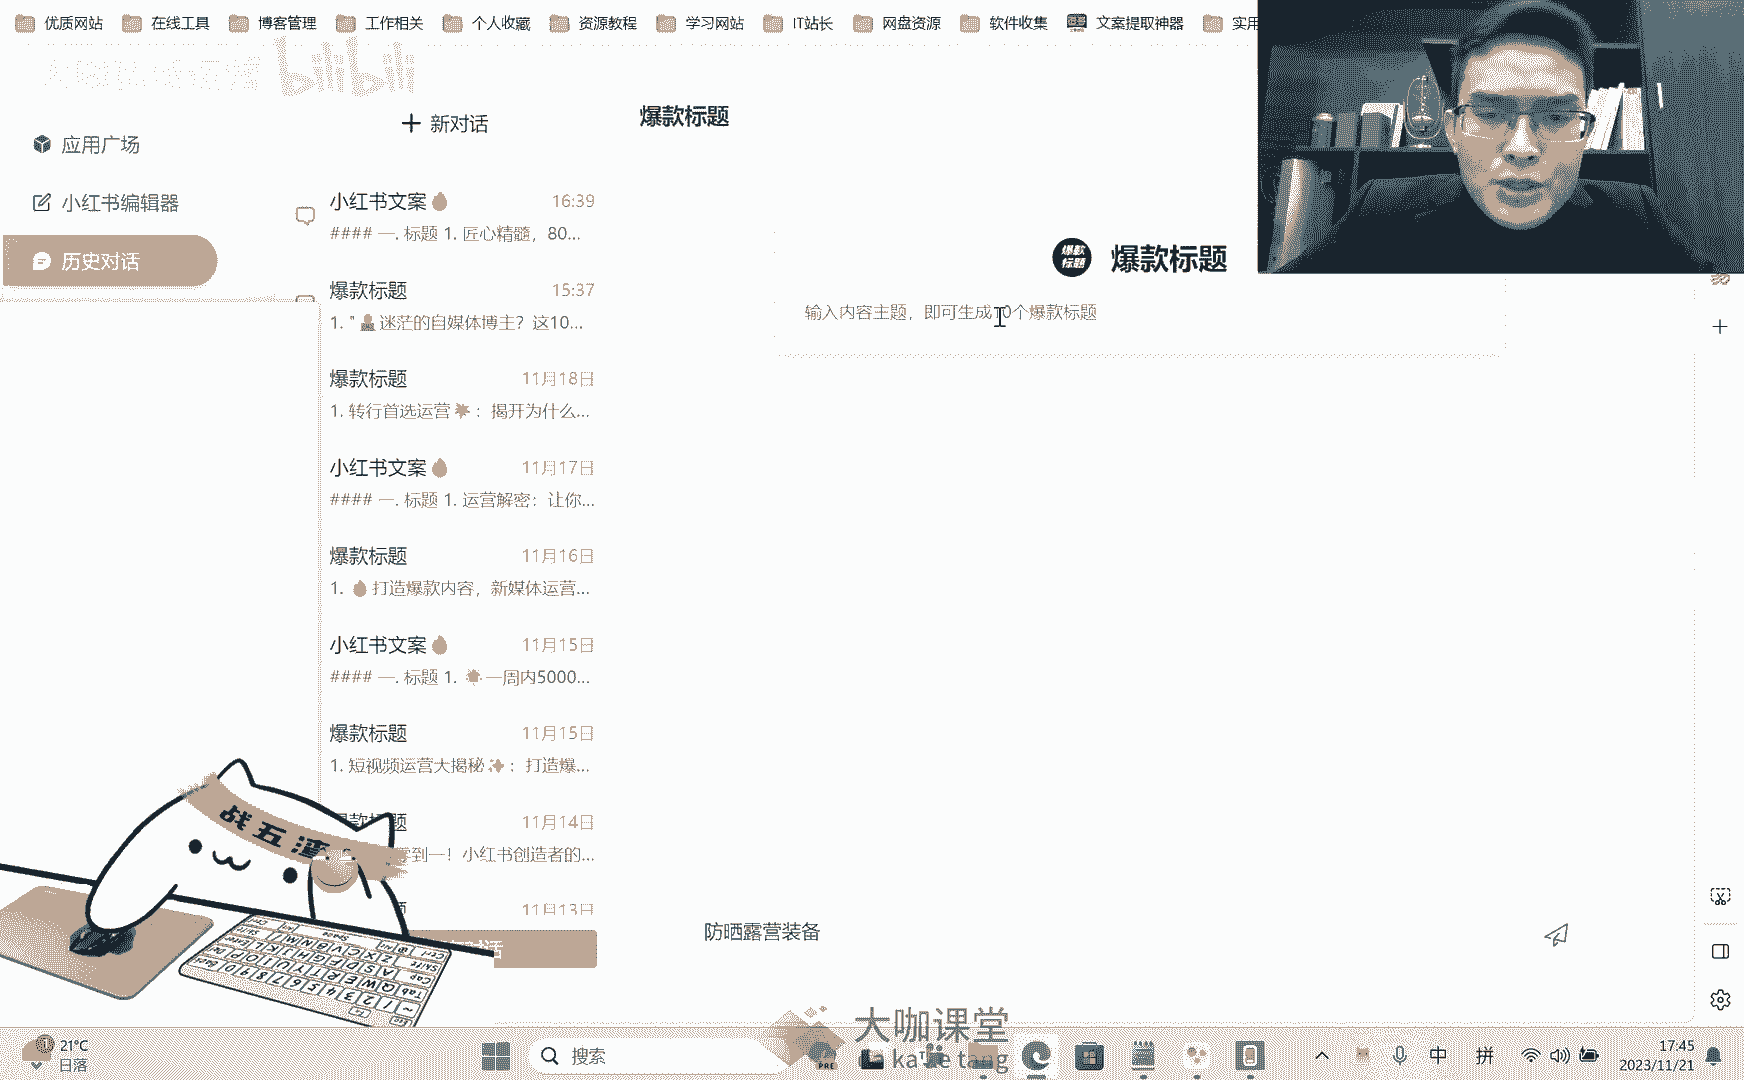 优质网站 在线工具 博客管理 工作相关 个人收藏 资源教程 学习网站 IT站长 网盘资源 软件收集 文案提取神器 实用
bilibili
应用广场
小红书编辑器
历史对话
新对话
小红书文案 16:39
#### 一. 标题 1. 匠心精髓，80...
爆款标题 15:37
1. " 迷茫的自媒体博主？这10...
爆款标题 11月18日
1. 转行首选运营 ：揭开为什么...
小红书文案 11月17日
#### 一. 标题 1. 运营解密：让你...
爆款标题 11月16日
1. 打造爆款内容，新媒体运营...
小红书文案 11月15日
#### 一. 标题 1. 一周内5000...
爆款标题 11月15日
1. 短视频运营大揭秘 ：打造爆...
爆款标题 11月14日
零到一！小红书创造者的...
题 11月13日
对话
爆款标题
爆款标题
爆款标题
输入内容主题，即可生成10个爆款标题
防晒露营装备
战五渣
大咖课堂
da ka ke tang
21°C
日落
搜索
PRE
中 拼
17:45
2023/11/21